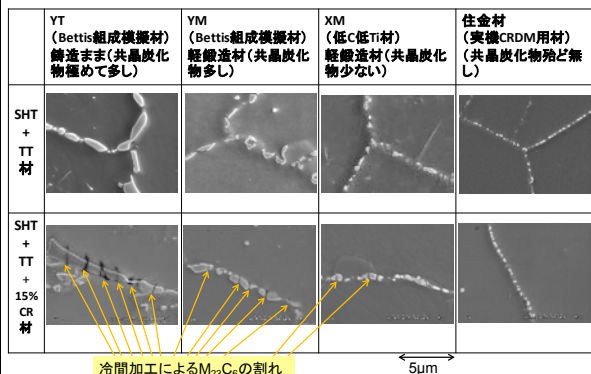 YT
（Bettis組成模擬材）
鋳造まま（共晶炭化
物極めて多し）
YM
（Bettis組成模擬材）
軽鍛造材（共晶炭化
物多し）
XM
（低C低Ti材）
軽鍛造材（共晶炭化
物少ない）
住金材
（実機CRDM用材）
（共晶炭化物殆ど無
し）
SHT
+
TT
材
SHT
+
TT
+
15%
CR
材
冷間加工によるM₂₃C₆の割れ
5μm